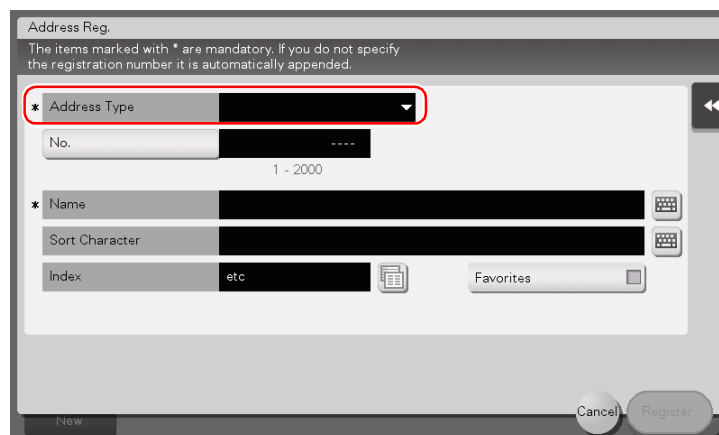 Address Reg.
The items marked with * are mandatory. If you do not specify
the registration number it is automatically appended.
* Address Type
No. ----
1 - 2000
* Name
Sort Character
Index etc Favorites
Cancel Register
New